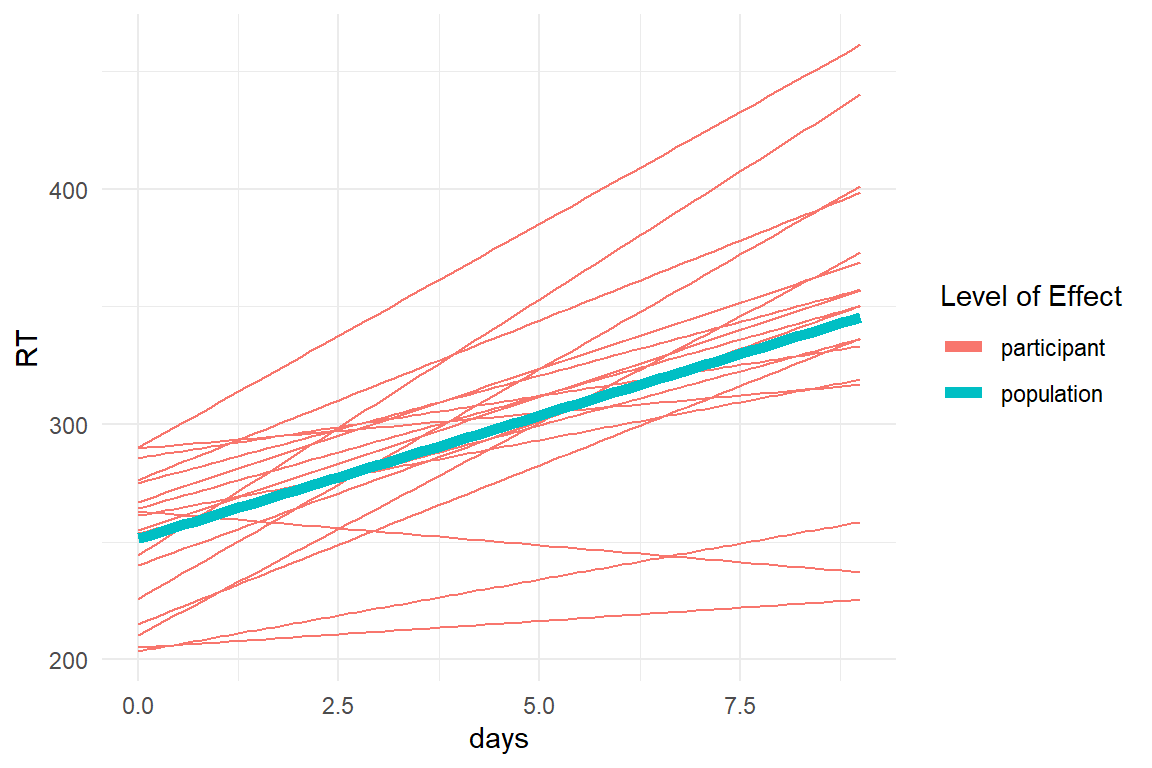 RT
400
300
200
0.0 2.5 5.0 7.5
days
Level of Effect
participant
population